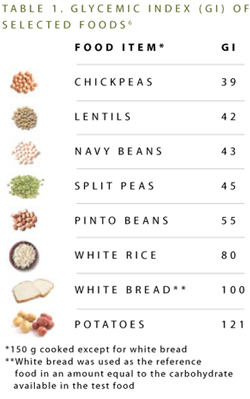 TABLE 1. GLYCEMIC INDEX (GI) OF
SELECTED FOODS⁶
FOOD ITEM* GI
CHICKPEAS 39
LENTILS 42
NAVY BEANS 43
SPLIT PEAS 45
PINTO BEANS 55
WHITE RICE 80
WHITE BREAD** 100
POTATOES 121
*150 g cooked except for white bread
**White bread was used as the reference
food in an amount equal to the carbohydrate
available in the test food